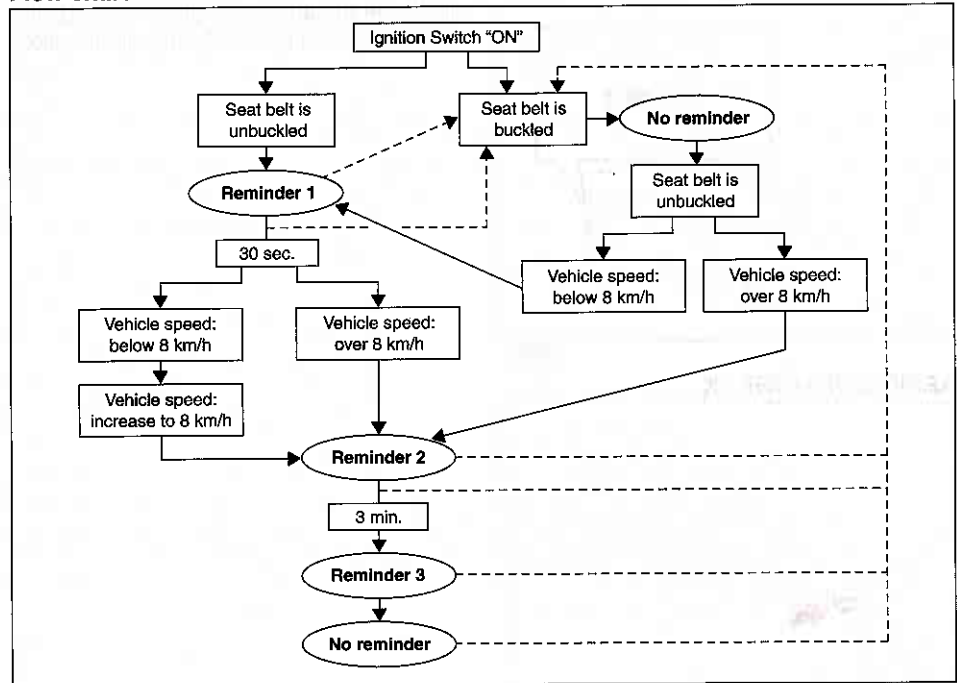 Ignition Switch “ON”
Seat belt is
unbuckled
Seat belt is
buckled
No reminder
Reminder 1
Seat belt is
unbuckled
30 sec.
Vehicle speed:
below 8 km/h
Vehicle speed:
over 8 km/h
Vehicle speed:
below 8 km/h
Vehicle speed:
over 8 km/h
Vehicle speed:
increase to 8 km/h
Reminder 2
3 min.
Reminder 3
No reminder